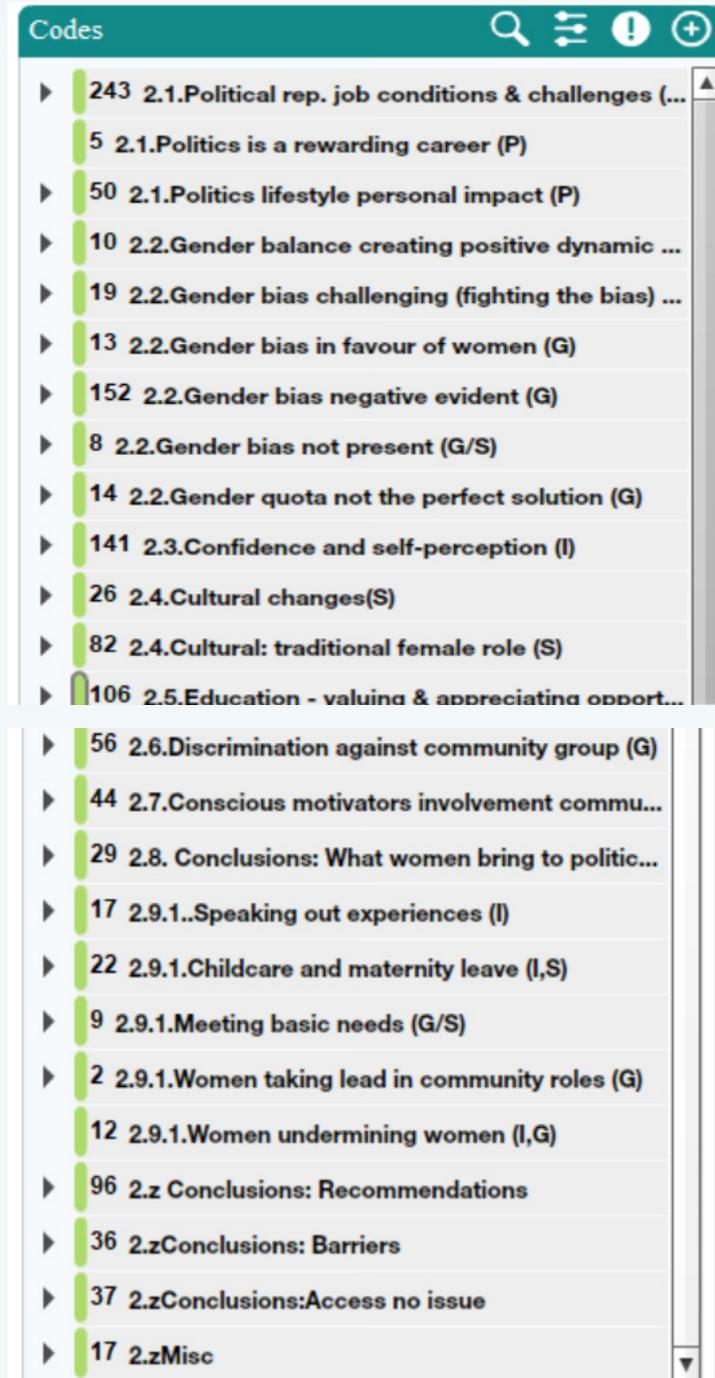 Codes
243 2.1.Political rep. job conditions & challenges (...
5 2.1.Politics is a rewarding career (P)
50 2.1.Politics lifestyle personal impact (P)
10 2.2.Gender balance creating positive dynamic ...
19 2.2.Gender bias challenging (fighting the bias) ...
13 2.2.Gender bias in favour of women (G)
152 2.2.Gender bias negative evident (G)
8 2.2.Gender bias not present (G/S)
14 2.2.Gender quota not the perfect solution (G)
141 2.3.Confidence and self-perception (I)
26 2.4.Cultural changes(S)
82 2.4.Cultural: traditional female role (S)
106 2.5.Education - valuing & appreciating opport...
56 2.6.Discrimination against community group (G)
44 2.7.Conscious motivators involvement commu...
29 2.8. Conclusions: What women bring to politic...
17 2.9.1..Speaking out experiences (I)
22 2.9.1.Childcare and maternity leave (I,S)
9 2.9.1.Meeting basic needs (G/S)
2 2.9.1.Women taking lead in community roles (G)
12 2.9.1.Women undermining women (I,G)
96 2.z Conclusions: Recommendations
36 2.zConclusions: Barriers
37 2.zConclusions:Access no issue
17 2.zMisc